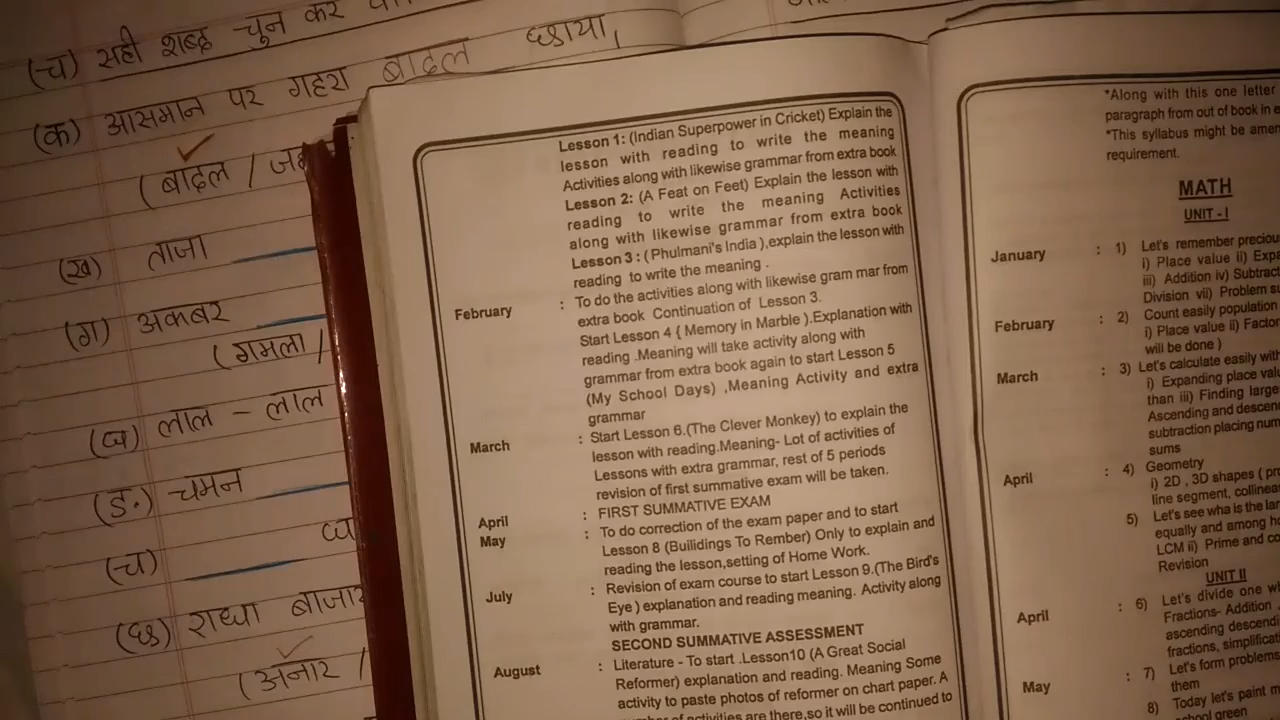 (च) सही शब्द चुन कर
(क) आसमान पर गहरा बादल छाया।
(बादल /
(ख) ताजा
(ग) अकबर
(गमला /
(घ) लाल - लाल
(ङ.) चमन
(च)
(छ) राधा बाजार
(अनार /
Lesson 1: (Indian Superpower in Cricket) Explain the
lesson with reading to write the meaning
Activities along with likewise grammar from extra book
Lesson 2: (A Feat on Feet) Explain the lesson with
reading to write the meaning Activities
along with likewise grammar from extra book
Lesson 3 : ( Phulmani's India ),explain the lesson with
reading to write the meaning .
February : To do the activities along with likewise gram mar from
extra book Continuation of Lesson 3.
Start Lesson 4 ( Memory in Marble ).Explanation with
reading .Meaning will take activity along with
grammar from extra book again to start Lesson 5
(My School Days) ,Meaning Activity and extra
grammar
March : Start Lesson 6.(The Clever Monkey) to explain the
lesson with reading.Meaning- Lot of activities of
Lessons with extra grammar, rest of 5 periods
revision of first summative exam will be taken.
April : FIRST SUMMATIVE EXAM
May : To do correction of the exam paper and to start
Lesson 8 (Builidings To Rember) Only to explain and
reading the lesson,setting of Home Work.
July : Revision of exam course to start Lesson 9.(The Bird's
Eye ) explanation and reading meaning. Activity along
with grammar.
SECOND SUMMATIVE ASSESSMENT
August : Literature - To start .Lesson10 (A Great Social
Reformer) explanation and reading. Meaning Some
activity to paste photos of reformer on chart paper. A
of activities are there,so it will be continued to
*Along with this one letter
paragraph from out of book in
*This syllabus might be
requirement.
MATH
UNIT - I
January : 1) Let's remember
i) Place value ii)
iii) Addition iv)
Division vii) Problem
February : 2) Count easily population
i) Place value ii)
will be done )
March : 3) Let's calculate easily
i) Expanding place
than iii) Finding
Ascending and
subtraction placing
sums
April : 4) Geometry
i) 2D , 3D shapes (
line segment,
5) Let's see wha is the
equally and among
LCM ii) Prime and
Revision
UNIT II
April : 6) Let's divide one
Fractions- Addition
ascending
fractions,
May : 7) Let's form problems
them
8) Today let's paint
green